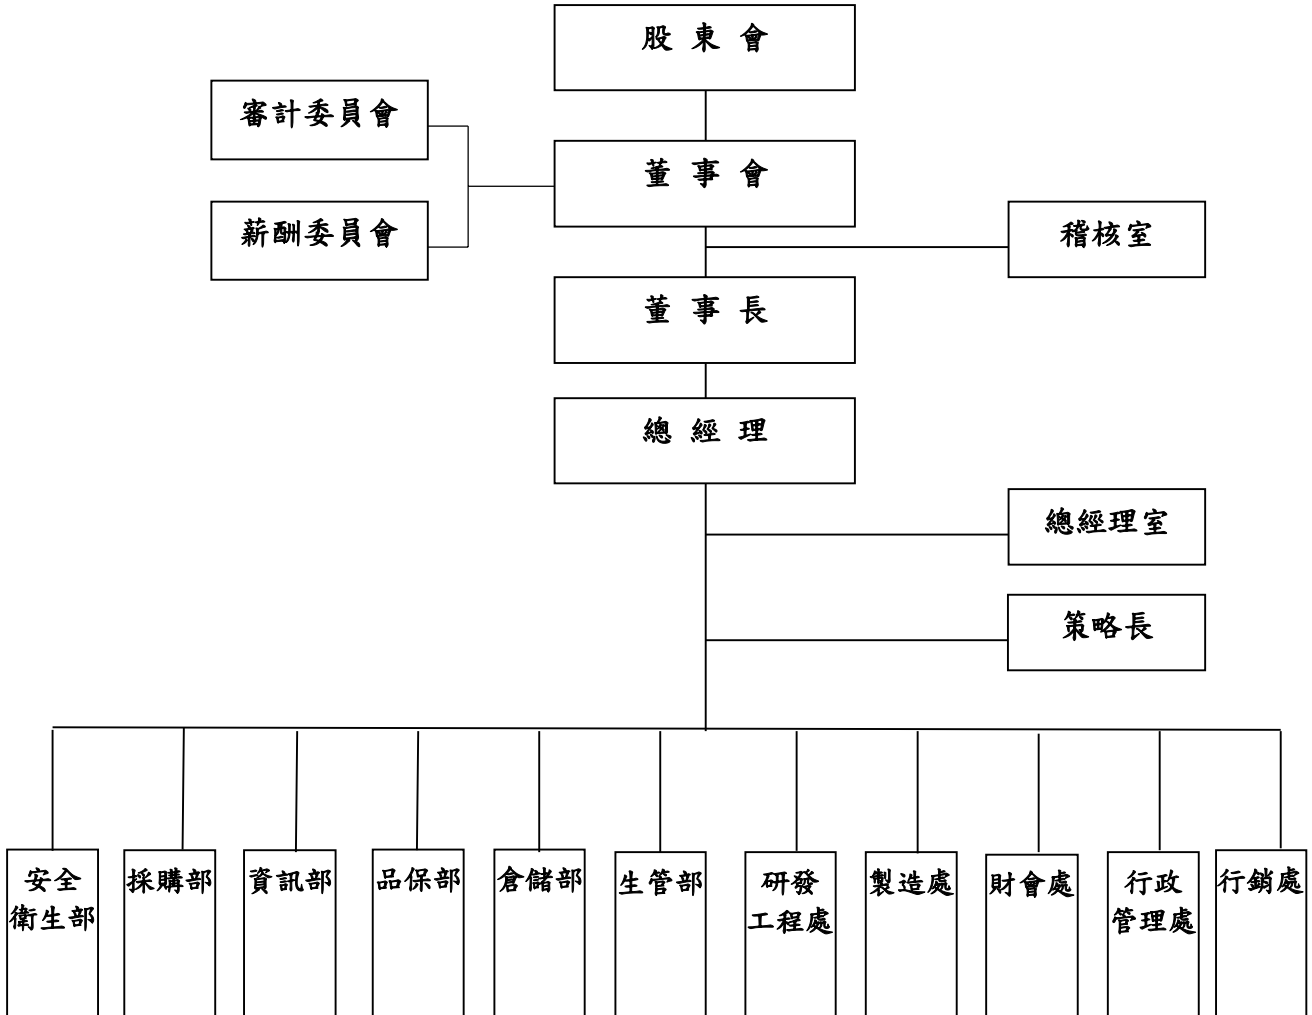 股東會
審計委員會
董事會
薪酬委員會
稽核室
董事長
總經理
總經理室
策略長
安全
衛生部
採購部
資訊部
品保部
倉儲部
生管部
研發
工程處
製造處
財會處
行政
管理處
行銷處